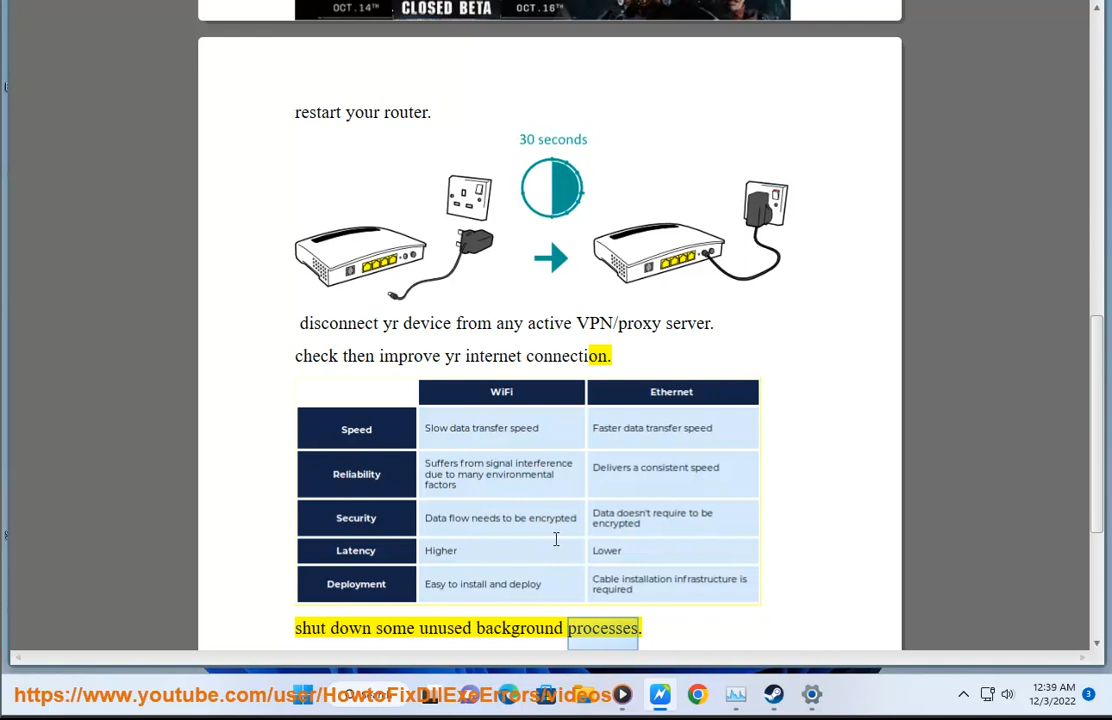 OCT.14TH CLOSED BETA OCT.16TH
restart your router.
30 seconds
disconnect yr device from any active VPN/proxy server.
check then improve yr internet connection.
WiFi Ethernet
Speed Slow data transfer speed Faster data transfer speed
Reliability Suffers from signal interference
due to many environmental
factors
Delivers a consistent speed
Security Data flow needs to be encrypted
Data doesn't require to be
encrypted
Latency Higher Lower
Deployment Easy to install and deploy
Cable installation infrastructure is
required
shut down some unused background processes.
https://www.youtube.com/user/HowtoFixDllExeErrors/videos
12:39 AM
12/3/2022
3